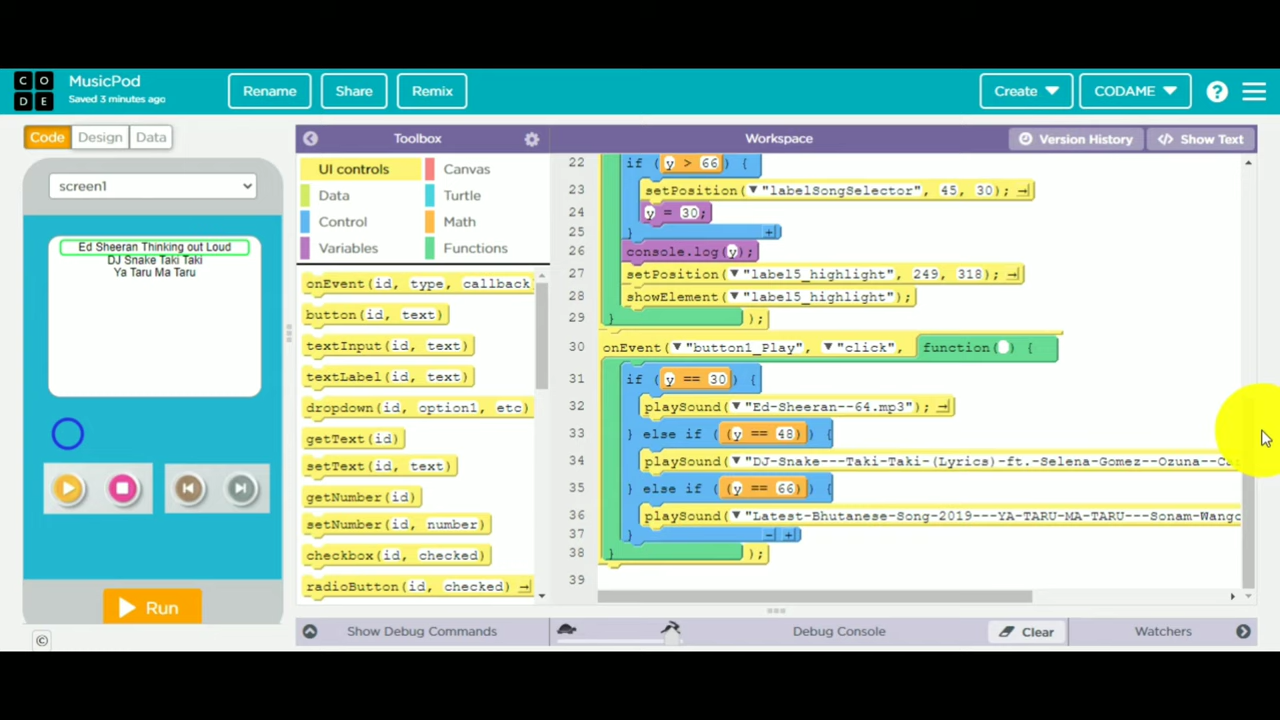 C O
D E
MusicPod
Saved 3 minutes ago
Rename
Share
Remix
Create
CODAME
?
Code
Design
Data
Toolbox
Workspace
Version History
</> Show Text
screen1
Ed Sheeran Thinking out Loud
DJ Snake Taki Taki
Ya Taru Ma Taru
Run
©
UI controls
Canvas
Data
Turtle
Control
Math
Variables
Functions
onEvent(id, type, callback
button(id, text)
textInput(id, text)
textLabel(id, text)
dropdown(id, option1, etc)
getText(id)
setText(id, text)
getNumber(id)
setNumber(id, number)
checkbox(id, checked)
radioButton(id, checked)
22 if (y > 66) {
23 setPosition(▼"labelSongSelector", 45, 30);
24 y = 30;
25 }
26 console.log(y);
27 setPosition(▼"label5_highlight", 249, 318);
28 showElement(▼"label5_highlight");
29 } );
30 onEvent(▼"button1_Play", ▼"click", function( ) {
31 if (y == 30) {
32 playSound(▼"Ed-Sheeran--64.mp3");
33 } else if ((y == 48)) {
34 playSound(▼"DJ-Snake---Taki-Taki-(Lyrics)-ft.-Selena-Gomez--Ozuna--Ca
35 } else if ((y == 66)) {
36 playSound(▼"Latest-Bhutanese-Song-2019---YA-TARU-MA-TARU---Sonam-Wangc
37 }
38 } );
39
Show Debug Commands
Debug Console
Clear
Watchers